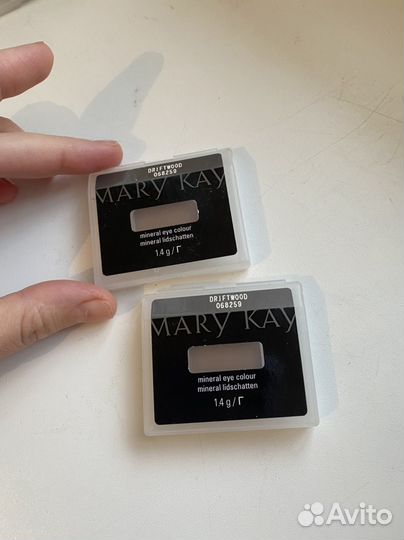 DRIFTWOOD
068259
MARY KAY
mineral eye colour
mineral lidschatten
1.4 g/г
DRIFTWOOD
068259
MARY KAY
mineral eye colour
mineral lidschatten
1.4 g/г
Avito